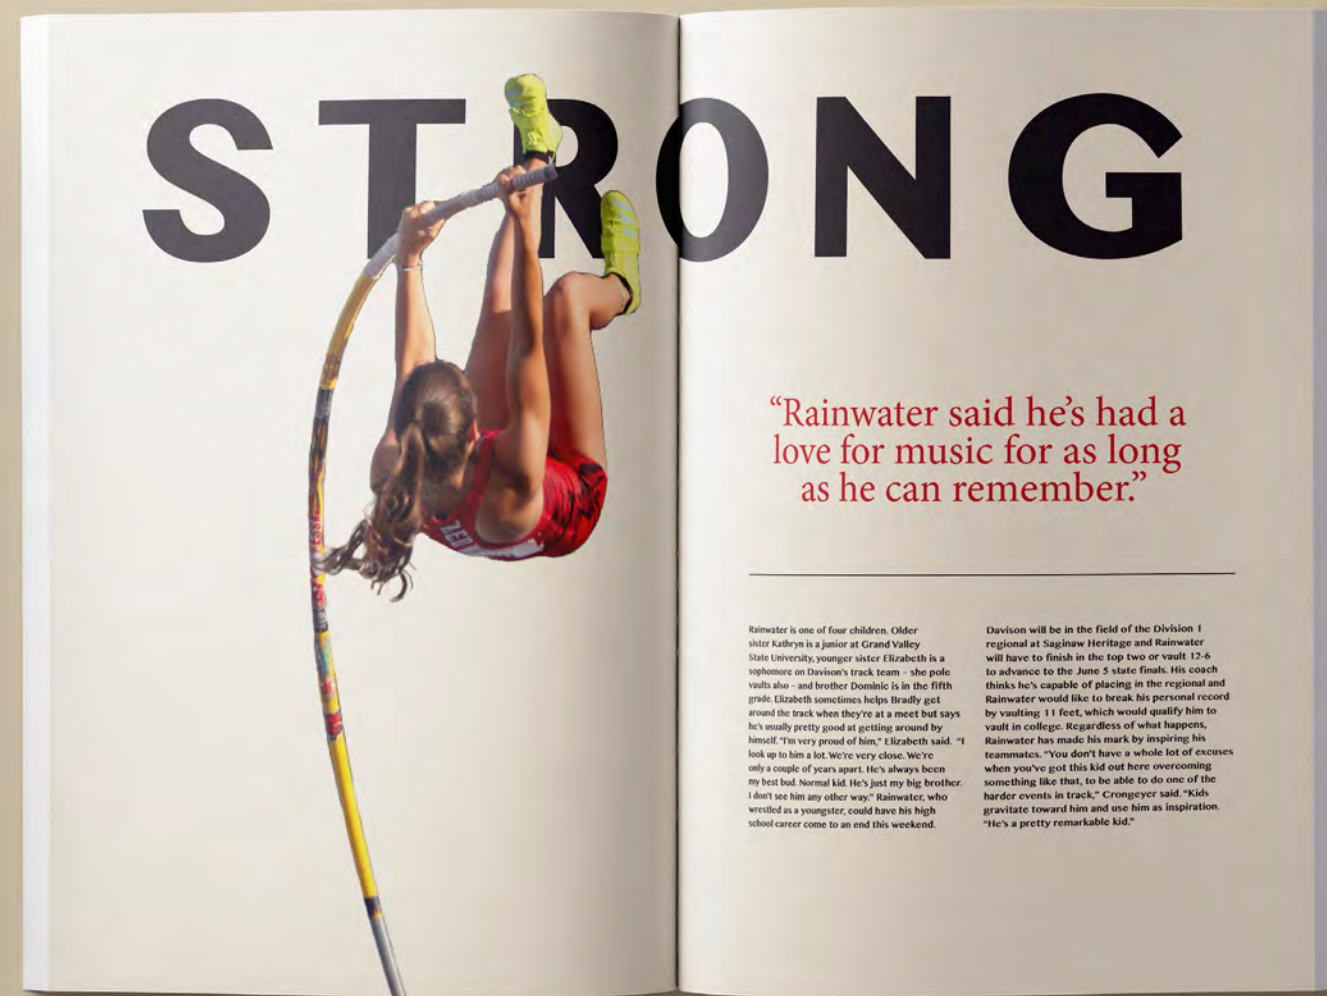 STRONG
“Rainwater said he’s had a
love for music for as long
as he can remember.”
Rainwater is one of four children. Older
sister Kathryn is a junior at Grand Valley
State University, younger sister Elizabeth is a
sophomore on Davison's track team – she pole
vaults also – and brother Dominic is in the fifth
grade. Elizabeth sometimes helps Bradly get
around the track when they're at a meet but says
he's usually pretty good at getting around by
himself. "I'm very proud of him," Elizabeth said. "I
look up to him a lot. We're very close. We're
only a couple of years apart. He's always been
my best bud. Normal kid. He's just my big brother.
I don't see him any other way." Rainwater, who
wrestled as a youngster, could have his high
school career come to an end this weekend.
Davison will be in the field of the Division 1
regional at Saginaw Heritage and Rainwater
will have to finish in the top two or vault 12-6
to advance to the June 5 state finals. His coach
thinks he's capable of placing in the regional and
Rainwater would like to break his personal record
by vaulting 11 feet, which would qualify him to
vault in college. Regardless of what happens,
Rainwater has made his mark by inspiring his
teammates. "You don't have a whole lot of excuses
when you've got this kid out here overcoming
something like that, to be able to do one of the
harder events in track," Crongeyer said. "Kids
gravitate toward him and use him as inspiration.
"He's a pretty remarkable kid."